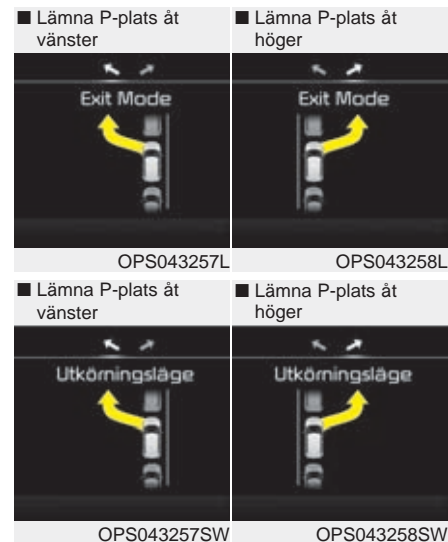 ■ Lämna P-plats åt
vänster
■ Lämna P-plats åt
höger
Exit Mode
Exit Mode
OPS043257L
OPS043258L
■ Lämna P-plats åt
vänster
■ Lämna P-plats åt
höger
Utkörningsläge
Utkörningsläge
OPS043257SW
OPS043258SW